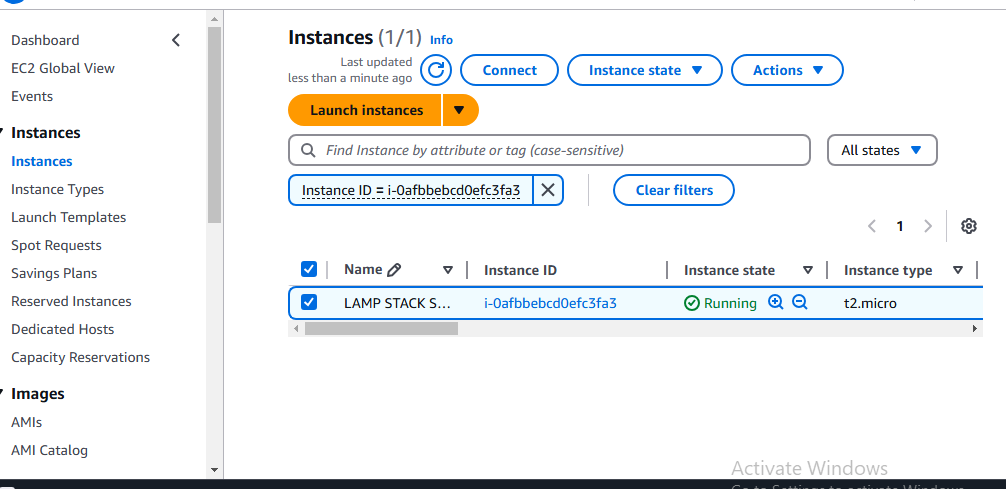 Dashboard
EC2 Global View
Events
Instances
Instances
Instance Types
Launch Templates
Spot Requests
Savings Plans
Reserved Instances
Dedicated Hosts
Capacity Reservations
Images
AMIs
AMI Catalog
Instances (1/1) Info
Last updated
less than a minute ago
Connect
Instance state
Actions
Launch instances
Find Instance by attribute or tag (case-sensitive)
All states
Instance ID = i-0afbbebcd0efc3fa3
Clear filters
1
Name Instance ID Instance state Instance type
LAMP STACK S... i-0afbbebcd0efc3fa3 Running t2.micro
Activate Windows
Go to Settings to activate Windows.